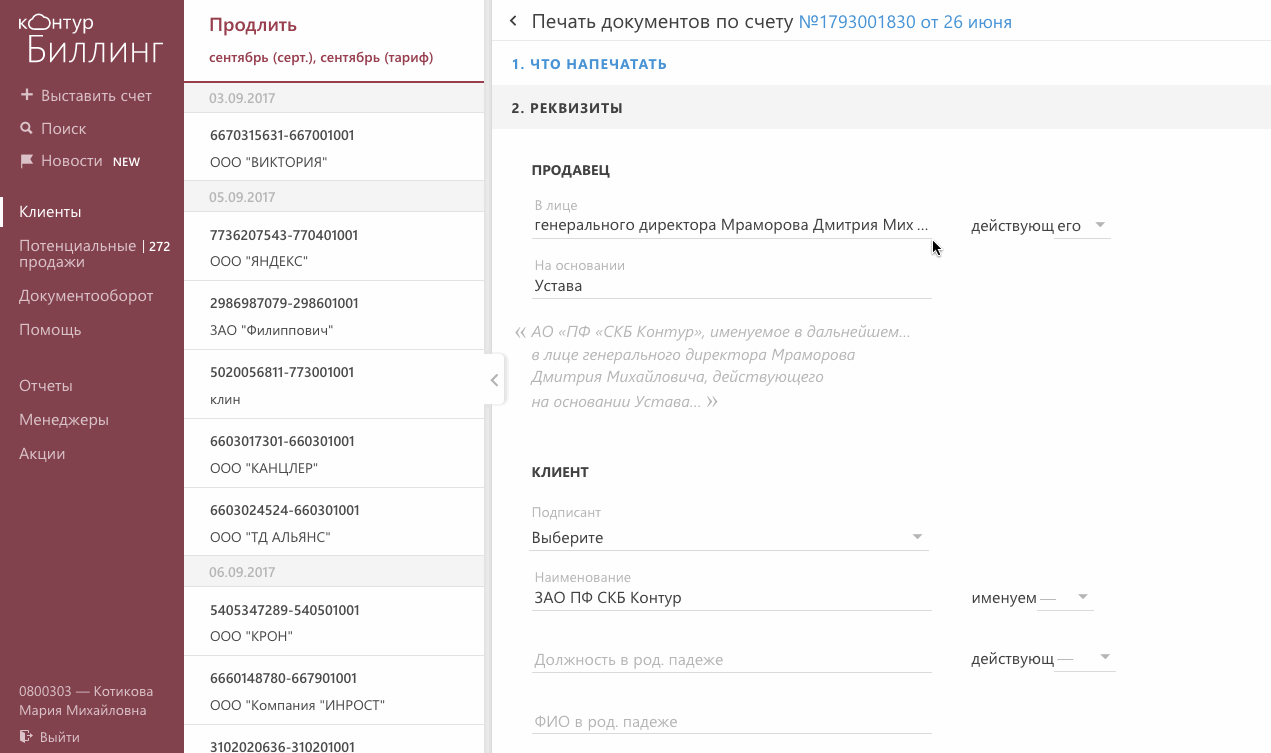 контур
БИЛЛИНГ
Выставить счет
Поиск
Новости NEW
Клиенты
Потенциальные | 272
продажи
Документооборот
Помощь
Отчеты
Менеджеры
Акции
0800303 — Котикова
Мария Михайловна
Выйти
Продлить
сентябрь (серт.), сентябрь (тариф)
03.09.2017
6670315631-667001001
ООО "ВИКТОРИЯ"
05.09.2017
7736207543-770401001
ООО "ЯНДЕКС"
2986987079-298601001
ЗАО "Филиппович"
5020056811-773001001
клин
6603017301-660301001
ООО "КАНЦЛЕР"
6603024524-660301001
ООО "ТД АЛЬЯНС"
06.09.2017
5405347289-540501001
ООО "КРОН"
6660148780-667901001
ООО "Компания "ИНРОСТ"
3102020636-310201001
Печать документов по счету №1793001830 от 26 июня
1. ЧТО НАПЕЧАТАТЬ
2. РЕКВИЗИТЫ
ПРОДАВЕЦ
В лице
генерального директора Мраморова Дмитрия Мих ... действующ его
На основании
Устава
« АО «ПФ «СКБ Контур», именуемое в дальнейшем...
в лице генерального директора Мраморова
Дмитрия Михайловича, действующего
на основании Устава... »
КЛИЕНТ
Подписант
Выберите
Наименование
ЗАО ПФ СКБ Контур именуем —
Должность в род. падеже действующ —
ФИО в род. падеже